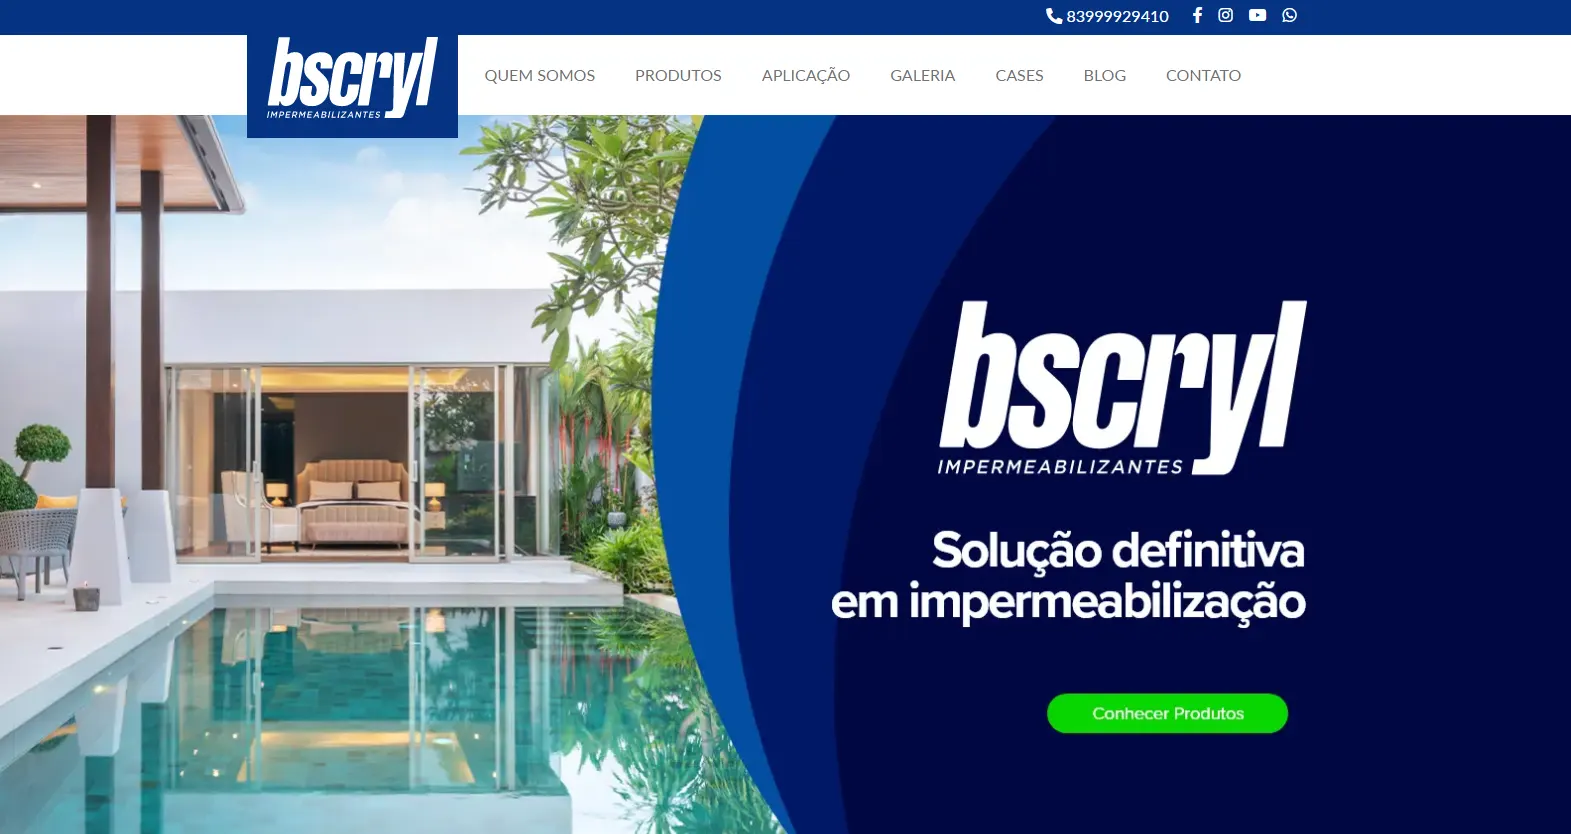 83999929410
bscryl
IMPERMEABILIZANTES
QUEM SOMOS PRODUTOS APLICAÇÃO GALERIA CASES BLOG CONTATO
bscryl
IMPERMEABILIZANTES
Solução definitiva
em impermeabilização
Conhecer Produtos